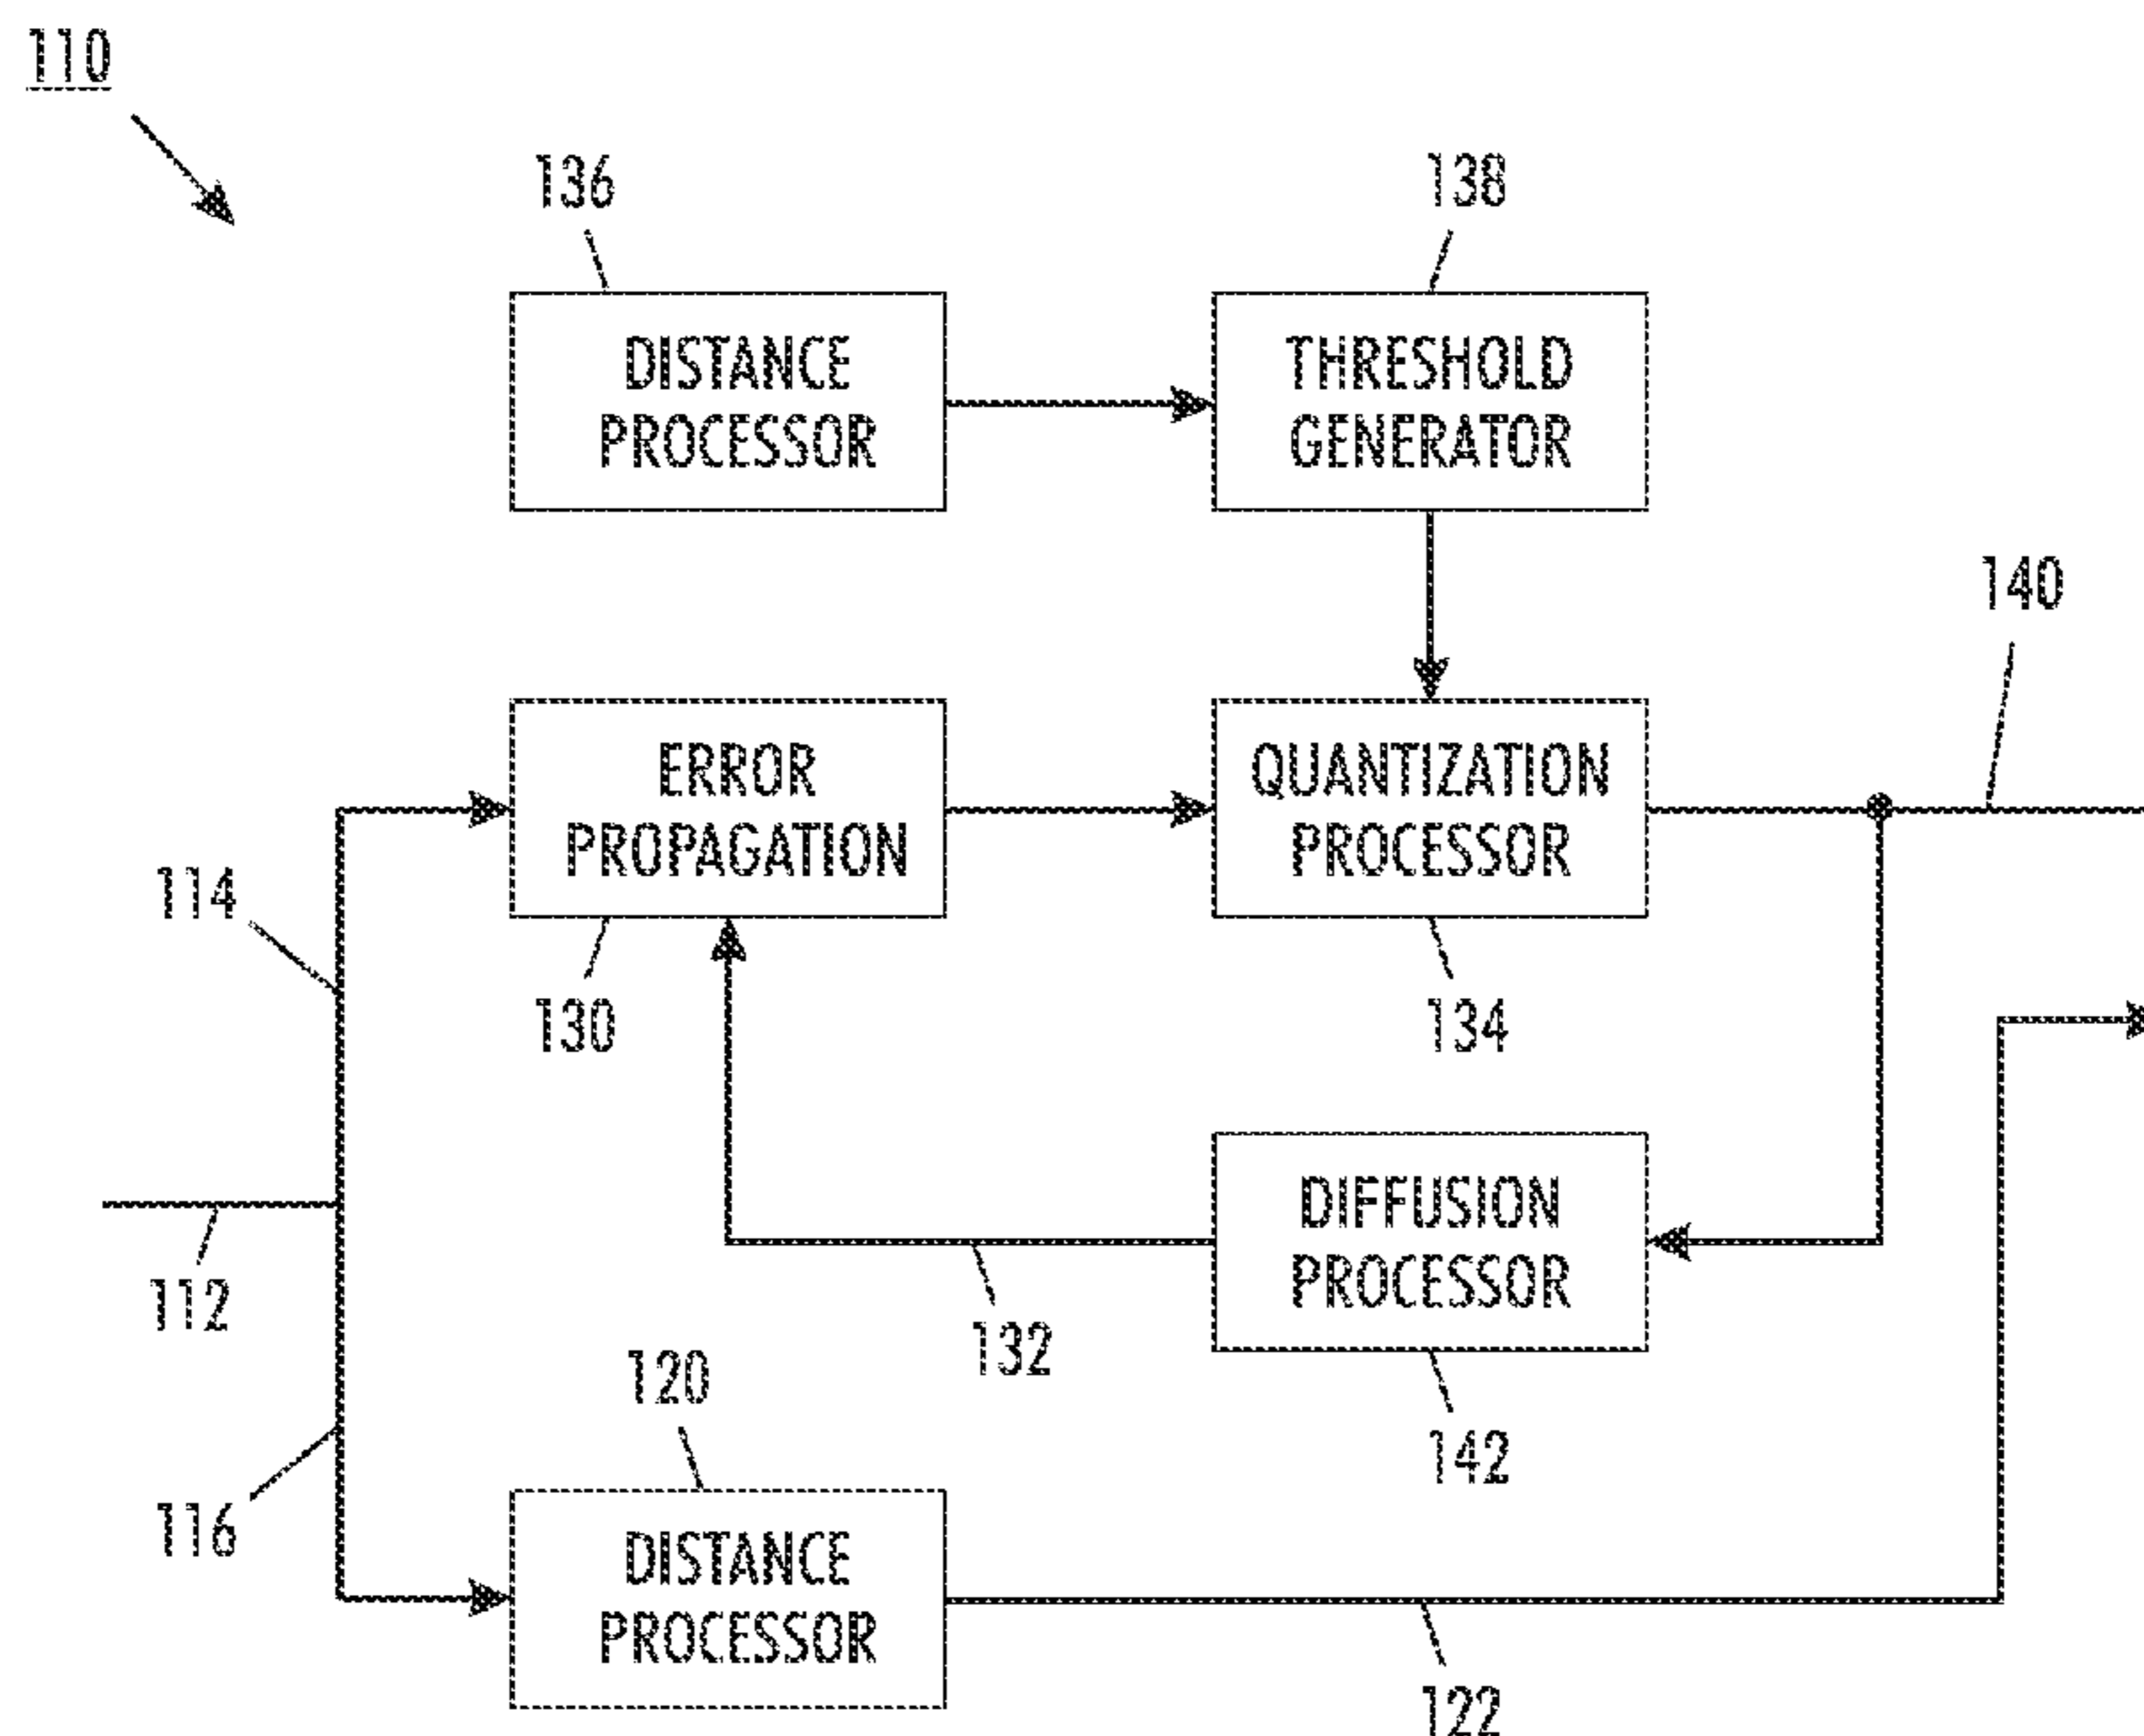 110
136
138
DISTANCE
PROCESSOR
THRESHOLD
GENERATOR
140
ERROR
PROPAGATION
QUANTIZATION
PROCESSOR
114
130
134
DIFFUSION
PROCESSOR
112
132
120
142
116
DISTANCE
PROCESSOR
122